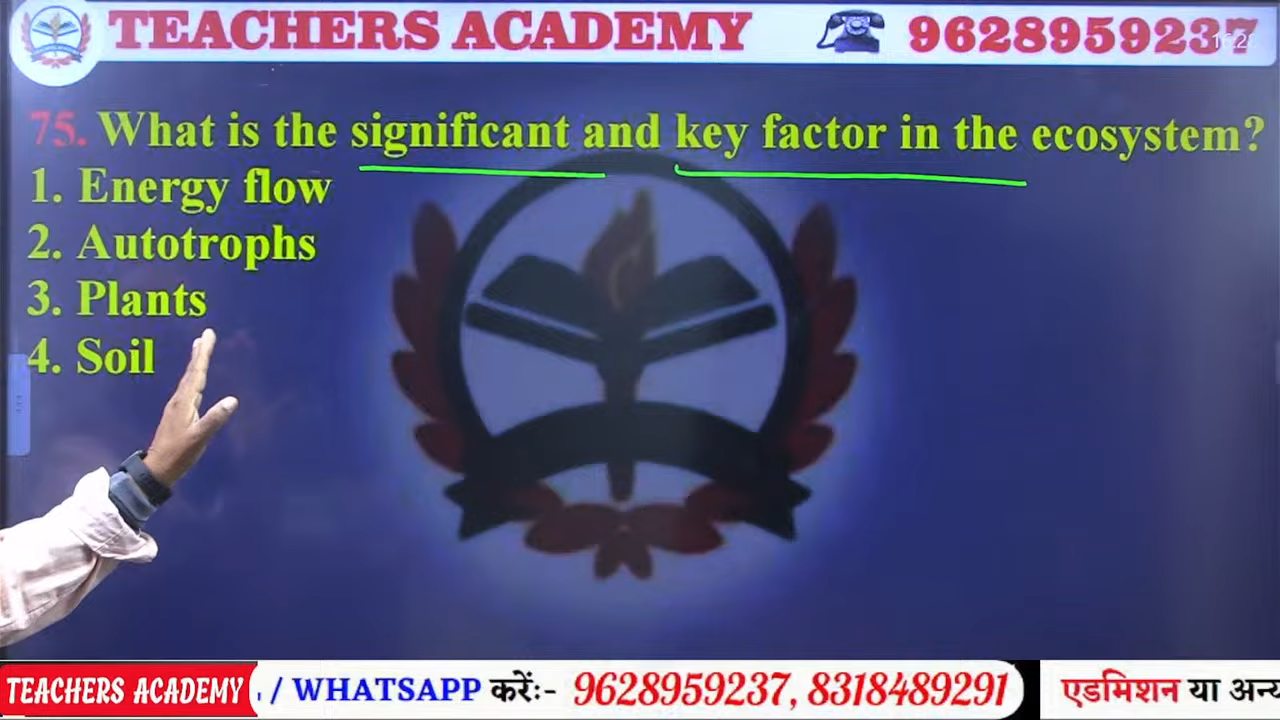 TEACHERS ACADEMY 9628959237
75. What is the significant and key factor in the ecosystem?
1. Energy flow
2. Autotrophs
3. Plants
4. Soil
TEACHERS ACADEMY / WHATSAPP करें:- 9628959237, 8318489291 एडमिशन या अन्य